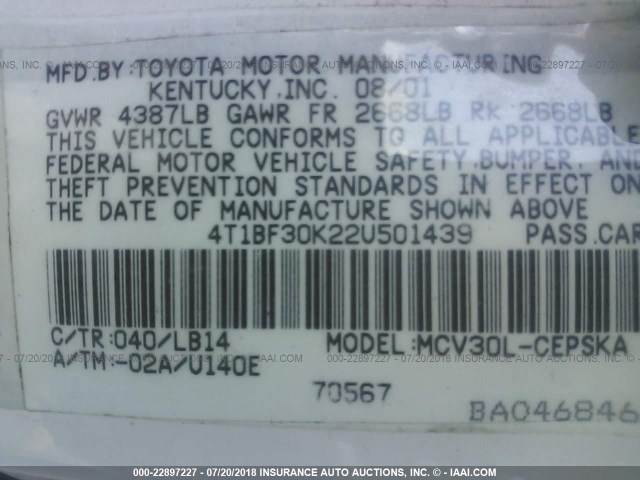 MFD.BY:TOYOTA MOTOR MANUFACTURING
KENTUCKY.INC. 08/01
GVWR 4387LB GAWR FR 2668LB RR 2668LB
THIS VEHICLE CONFORMS TO ALL APPLICABLE
FEDERAL MOTOR VEHICLE SAFETY.BUMPER. AND
THEFT PREVENTION STANDARDS IN EFFECT ON
THE DATE OF MANUFACTURE SHOWN ABOVE
4T1BF30K22U501439 PASS.CAR
C/TR:040/LB14 MODEL:MCV30L-CEPSKA
A/TM:-02A/U140E
70567 BA046846
000-22897227 - 07/20/2018 - INSURANCE AUTO AUCTIONS, INC. - IAAI.COM